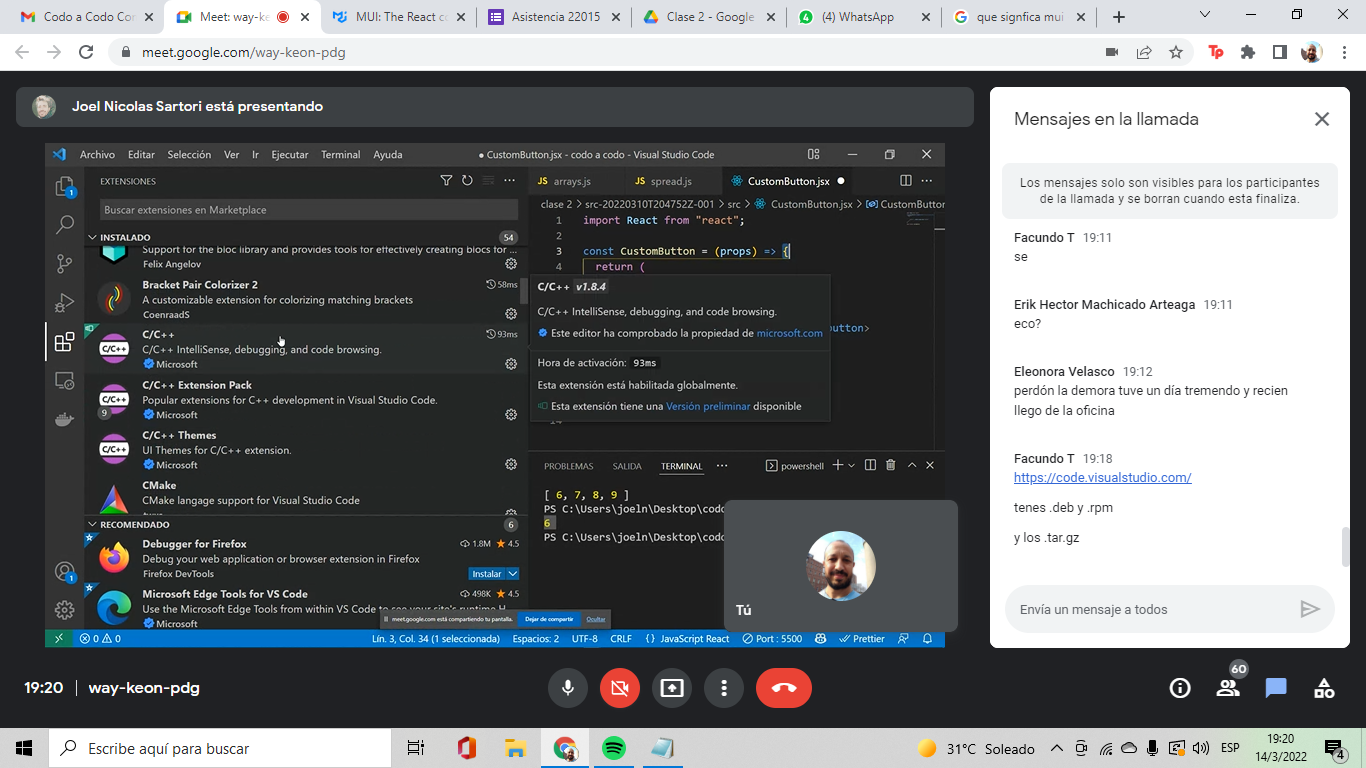 Codo a Codo Con
Meet: way-ke
MUI: The React co
Asistencia 22015
Clase 2 - Google
(4) WhatsApp
que signfica mui
meet.google.com/way-keon-pdg
Joel Nicolas Sartori está presentando
Archivo Editar Selección Ver Ir Ejecutar Terminal Ayuda
● CustomButton.jsx - codo a codo - Visual Studio Code
EXTENSIONES
Buscar extensiones en Marketplace
INSTALADO 54
Support for the bloc library and provides tools for effectively creating blocs for ...
Felix Angelov
Bracket Pair Colorizer 2 58ms
A customizable extension for colorizing matching brackets
CoenraadS
C/C++ 93ms
C/C++ IntelliSense, debugging, and code browsing.
Microsoft
C/C++ Extension Pack
Popular extensions for C++ development in Visual Studio Code.
9 Microsoft
C/C++ Themes
UI Themes for C/C++ extension.
Microsoft
CMake
CMake langage support for Visual Studio Code
twxs
RECOMENDADO 6
Debugger for Firefox 1.8M ★ 4.5
Debug your web application or browser extension in Firefox
Firefox DevTools Instalar
Microsoft Edge Tools for VS Code 498K ★ 4.5
Use the Microsoft Edge Tools from within VS Code to see your site's runtime H
Microsoft
JS arrays.js
JS spread.js
CustomButton.jsx ●
clase 2 > src-20220310T204752Z-001 > src > CustomButton.jsx > CustomButton
1 import React from "react";
2
3 const CustomButton = (props) => {
4 return (
utton>
14
C/C++ v1.8.4
C/C++ IntelliSense, debugging, and code browsing.
Este editor ha comprobado la propiedad de microsoft.com
Hora de activación: 93ms
Esta extensión está habilitada globalmente.
Esta extensión tiene una Versión preliminar disponible
PROBLEMAS SALIDA TERMINAL ··· powershell
[ 6, 7, 8, 9 ]
PS C:\Users\joeln\Desktop\codo
6
PS C:\Users\joeln\Desktop\codo
meet.google.com está compartiendo tu pantalla. Dejar de compartir Ocultar
0 0 Lín. 3, Col. 34 (1 seleccionada) Espacios: 2 UTF-8 CRLF {} JavaScript React Port : 5500 Prettier
Tú
Mensajes en la llamada
Los mensajes solo son visibles para los participantes
de la llamada y se borran cuando esta finaliza.
Facundo T 19:11
se
Erik Hector Machicado Arteaga 19:11
eco?
Eleonora Velasco 19:12
perdón la demora tuve un día tremendo y recien
llego de la oficina
Facundo T 19:18
https://code.visualstudio.com/
tenes .deb y .rpm
y los .tar.gz
Envía un mensaje a todos
19:20 | way-keon-pdg
60
Escribe aquí para buscar
31°C Soleado
ESP
19:20
14/3/2022
4